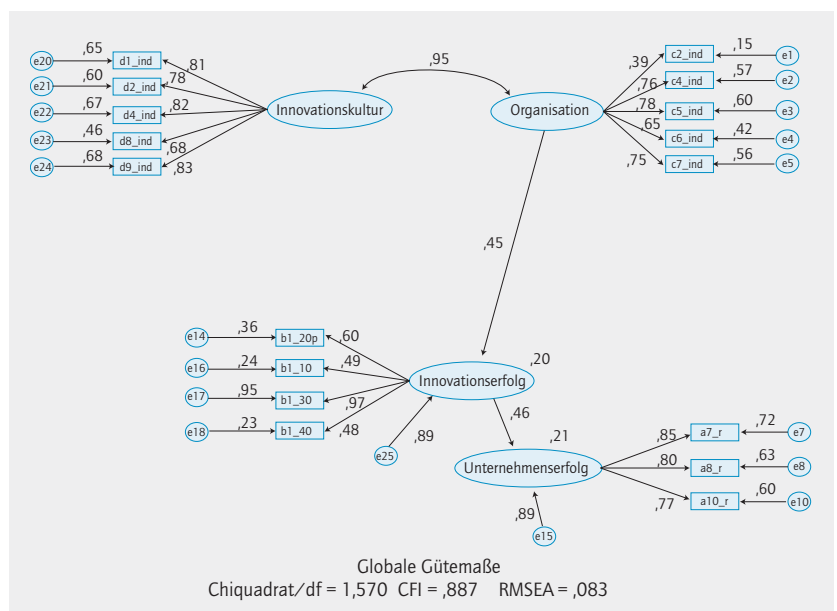 e20 ,65 d1_ind ,81
e21 ,60 d2_ind ,78
e22 ,67 d4_ind ,82
e23 ,46 d8_ind ,68
e24 ,68 d9_ind ,83
Innovationskultur
,95
Organisation
,39 c2_ind ,15 e1
,76 c4_ind ,57 e2
,78 c5_ind ,60 e3
,65 c6_ind ,42 e4
,75 c7_ind ,56 e5
,45
e14 ,36 b1_20p ,60
e16 ,24 b1_10 ,49
e17 ,95 b1_30 ,97
e18 ,23 b1_40 ,48
Innovationserfolg ,20
e25 ,89
,46
,21
Unternehmenserfolg
,85 a7_r ,72 e7
,80 a8_r ,63 e8
,77 a10_r ,60 e10
,89
e15
Globale Gütemaße
Chiquadrat/df = 1,570 CFI = ,887 RMSEA = ,083